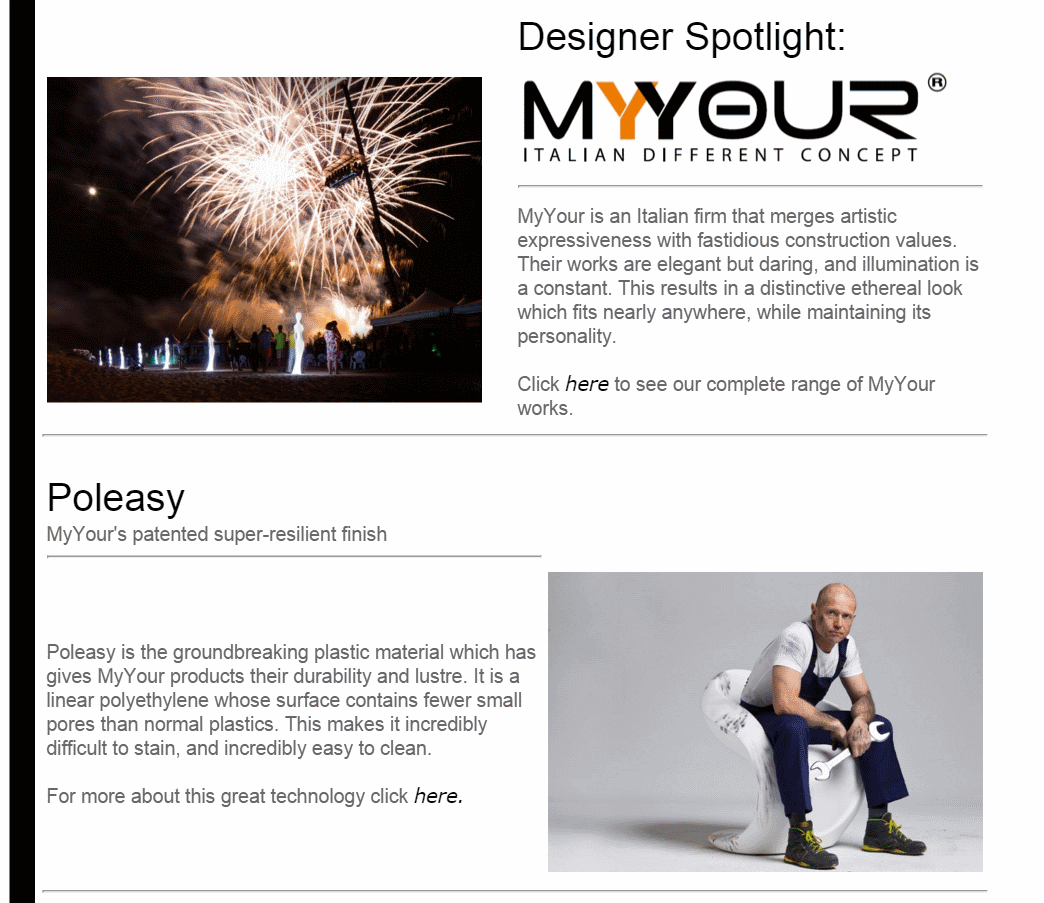 Designer Spotlight:
MYYOUR®
ITALIAN DIFFERENT CONCEPT
MyYour is an Italian firm that merges artistic
expressiveness with fastidious construction values.
Their works are elegant but daring, and illumination is
a constant. This results in a distinctive ethereal look
which fits nearly anywhere, while maintaining its
personality.
Click here to see our complete range of MyYour
works.
Poleasy
MyYour's patented super-resilient finish
Poleasy is the groundbreaking plastic material which has
gives MyYour products their durability and lustre. It is a
linear polyethylene whose surface contains fewer small
pores than normal plastics. This makes it incredibly
difficult to stain, and incredibly easy to clean.
For more about this great technology click here.